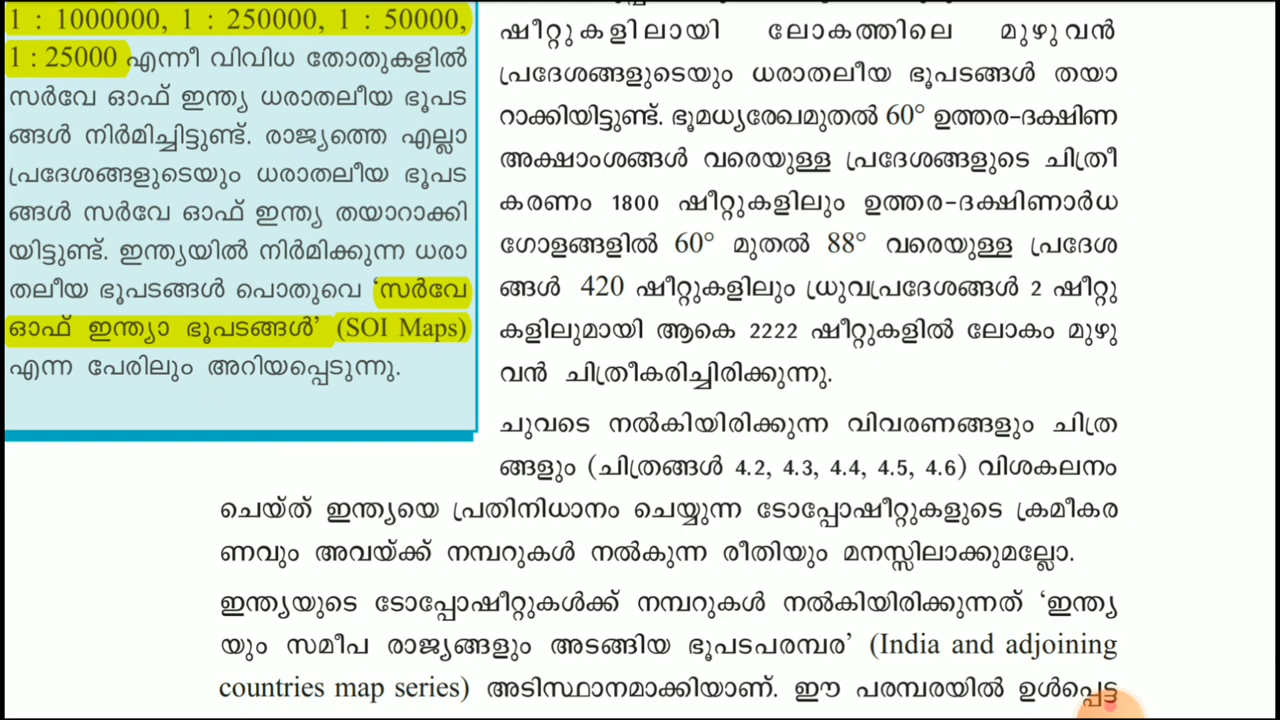 1 : 1000000, 1 : 250000, 1 : 50000,
1 : 25000 എന്നീ വിവിധ തോതുകളിൽ
സർവേ ഓഫ് ഇന്ത്യ ധരാതലീയ ഭൂപട
ങ്ങൾ നിർമിച്ചിട്ടുണ്ട്. രാജ്യത്തെ എല്ലാ
പ്രദേശങ്ങളുടെയും ധരാതലീയ ഭൂപട
ങ്ങൾ സർവേ ഓഫ് ഇന്ത്യ തയാറാക്കി
യിട്ടുണ്ട്. ഇന്ത്യയിൽ നിർമിക്കുന്ന ധരാ
തലീയ ഭൂപടങ്ങൾ പൊതുവെ ‘സർവേ
ഓഫ് ഇന്ത്യാ ഭൂപടങ്ങൾ’ (SOI Maps)
എന്ന പേരിലും അറിയപ്പെടുന്നു.
ഷീറ്റുകളിലായി ലോകത്തിലെ മുഴുവൻ
പ്രദേശങ്ങളുടെയും ധരാതലീയ ഭൂപടങ്ങൾ തയാ
റാക്കിയിട്ടുണ്ട്. ഭൂമധ്യരേഖമുതൽ 60° ഉത്തര-ദക്ഷിണ
അക്ഷാംശങ്ങൾ വരെയുള്ള പ്രദേശങ്ങളുടെ ചിത്രീ
കരണം 1800 ഷീറ്റുകളിലും ഉത്തര-ദക്ഷിണാർധ
ഗോളങ്ങളിൽ 60° മുതൽ 88° വരെയുള്ള പ്രദേശ
ങ്ങൾ 420 ഷീറ്റുകളിലും ധ്രുവപ്രദേശങ്ങൾ 2 ഷീറ്റു
കളിലുമായി ആകെ 2222 ഷീറ്റുകളിൽ ലോകം മുഴു
വൻ ചിത്രീകരിച്ചിരിക്കുന്നു.
ചുവടെ നൽകിയിരിക്കുന്ന വിവരണങ്ങളും ചിത്ര
ങ്ങളും (ചിത്രങ്ങൾ 4.2, 4.3, 4.4, 4.5, 4.6) വിശകലനം
ചെയ്ത് ഇന്ത്യയെ പ്രതിനിധാനം ചെയ്യുന്ന ടോപ്പോഷീറ്റുകളുടെ ക്രമീകര
ണവും അവയ്ക്ക് നമ്പറുകൾ നൽകുന്ന രീതിയും മനസ്സിലാക്കുമല്ലോ.
ഇന്ത്യയുടെ ടോപ്പോഷീറ്റുകൾക്ക് നമ്പറുകൾ നൽകിയിരിക്കുന്നത് ‘ഇന്ത്യ
യും സമീപ രാജ്യങ്ങളും അടങ്ങിയ ഭൂപടപരമ്പര’ (India and adjoining
countries map series) അടിസ്ഥാനമാക്കിയാണ്. ഈ പരമ്പരയിൽ ഉൾപ്പെട്ട